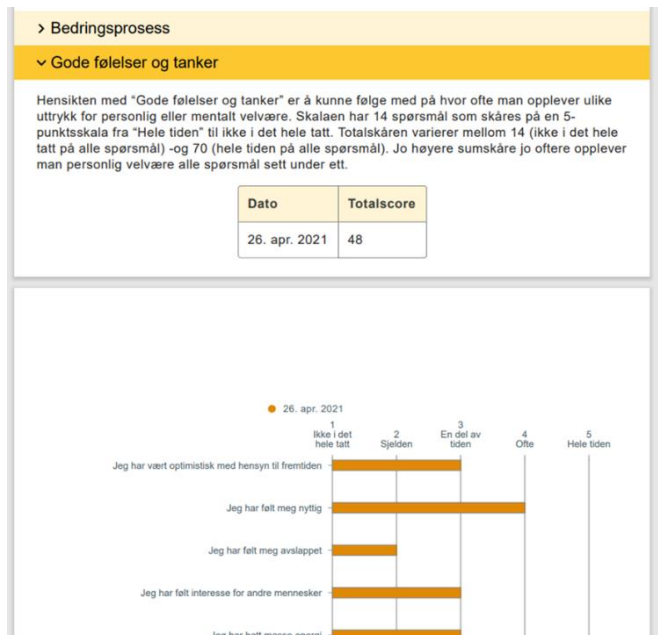 Bedringsprosess
Gode følelser og tanker
Hensikten med “Gode følelser og tanker” er å kunne følge med på hvor ofte man opplever ulike
uttrykk for personlig eller mentalt velvære. Skalaen har 14 spørsmål som skåres på en 5-
punktsskala fra “Hele tiden” til ikke i det hele tatt. Totalskåren varierer mellom 14 (ikke i det hele
tatt på alle spørsmål) -og 70 (hele tiden på alle spørsmål). Jo høyere sumskåre jo oftere opplever
man personlig velvære alle spørsmål sett under ett.
Dato Totalscore
26. apr. 2021 48
26. apr. 2021
1 2 3 4 5
Ikke i det hele tatt Sjelden En del av tiden Ofte Hele tiden
Jeg har vært optimistisk med hensyn til fremtiden
Jeg har følt meg nyttig
Jeg har følt meg avslappet
Jeg har følt interesse for andre mennesker
Jeg har hatt masse energi